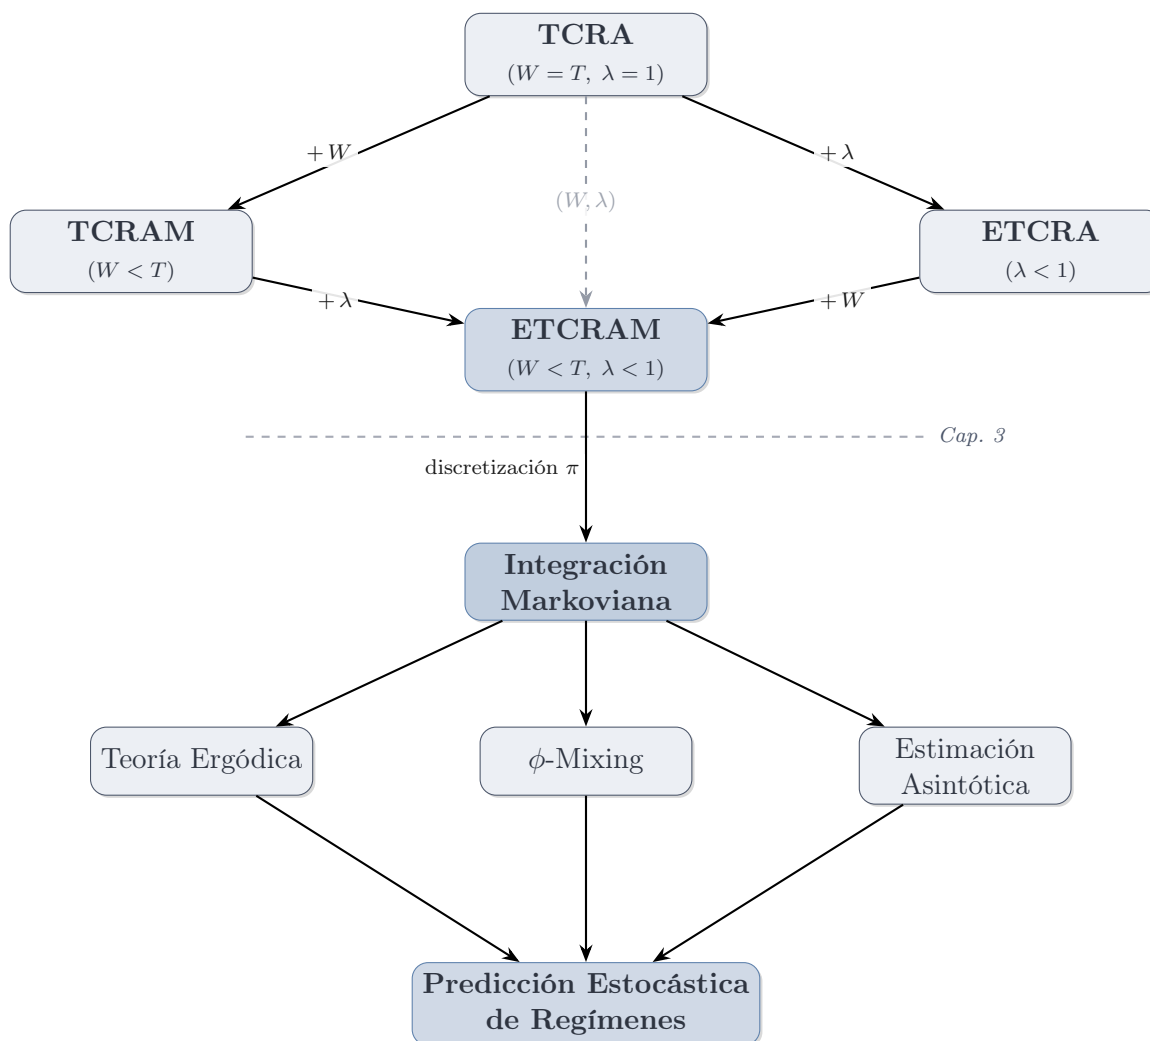 TCRA
(W = T, λ = 1)
+ W
+ λ
(W, λ)
TCRAM
(W < T)
ETCRA
(λ < 1)
+ λ
+ W
ETCRAM
(W < T, λ < 1)
Cap. 3
discretización π
Integración
Markoviana
Teoría Ergódica
ϕ-Mixing
Estimación
Asintótica
Predicción Estocástica
de Regímenes